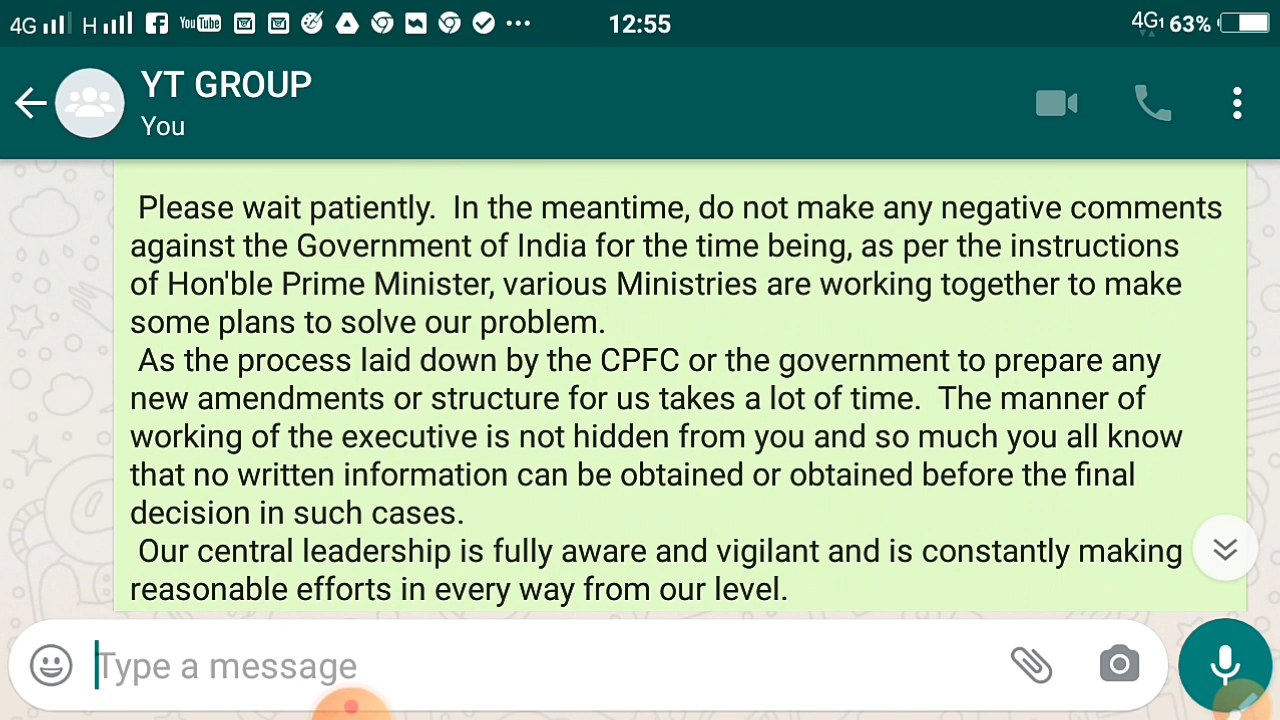 4G H YouTube 12:55 4G1 63%
YT GROUP
You
Please wait patiently.  In the meantime, do not make any negative comments
against the Government of India for the time being, as per the instructions
of Hon'ble Prime Minister, various Ministries are working together to make
some plans to solve our problem.
As the process laid down by the CPFC or the government to prepare any
new amendments or structure for us takes a lot of time.  The manner of
working of the executive is not hidden from you and so much you all know
that no written information can be obtained or obtained before the final
decision in such cases.
Our central leadership is fully aware and vigilant and is constantly making
reasonable efforts in every way from our level.
Type a message